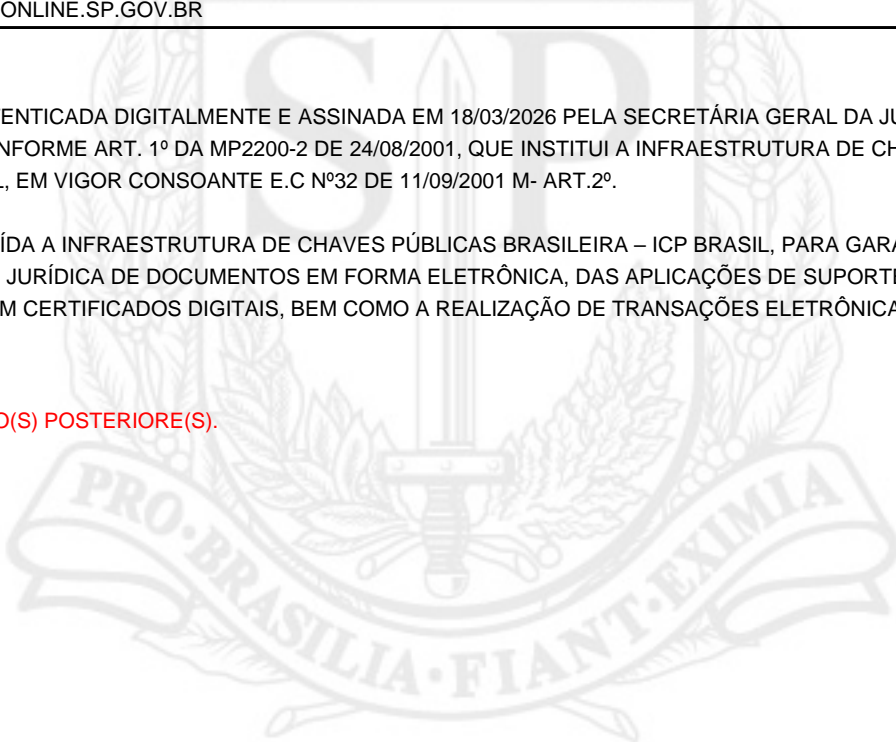 ONLINE.SP.GOV.BR
ENTICADA DIGITALMENTE E ASSINADA EM 18/03/2026 PELA SECRETÁRIA GERAL DA JU
NFORME ART. 1º DA MP2200-2 DE 24/08/2001, QUE INSTITUI A INFRAESTRUTURA DE CH
L, EM VIGOR CONSOANTE E.C Nº32 DE 11/09/2001 M- ART.2º.
ÍDA A INFRAESTRUTURA DE CHAVES PÚBLICAS BRASILEIRA – ICP BRASIL, PARA GARA
JURÍDICA DE DOCUMENTOS EM FORMA ELETRÔNICA, DAS APLICAÇÕES DE SUPORTE
M CERTIFICADOS DIGITAIS, BEM COMO A REALIZAÇÃO DE TRANSAÇÕES ELETRÔNICA
O(S) POSTERIORE(S).
SP
PRO·BRASILIA·FIANT·EXIMIA